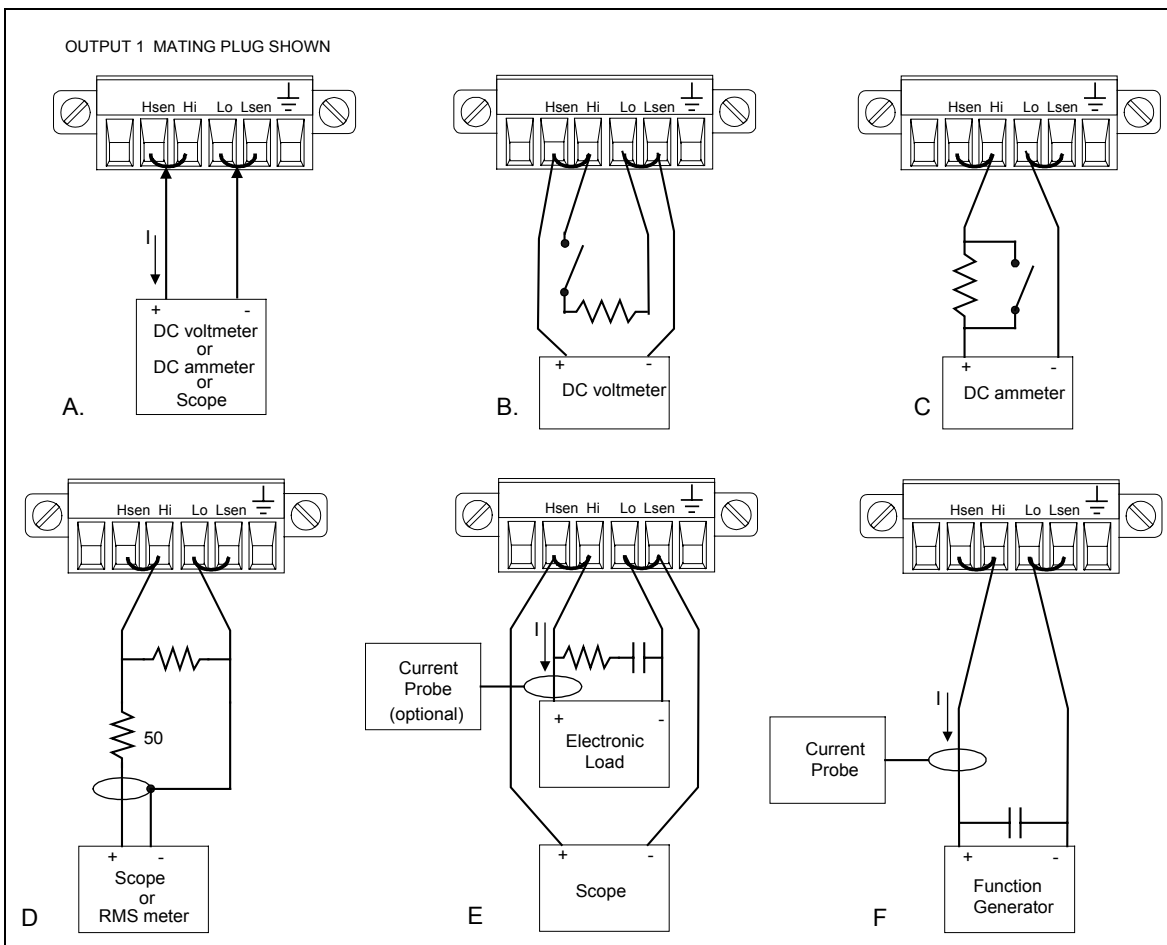 OUTPUT 1 MATING PLUG SHOWN
Hsen Hi Lo Lsen
I
+ -
DC voltmeter
or
DC ammeter
or
Scope
A.
Hsen Hi Lo Lsen
+ -
DC voltmeter
B.
Hsen Hi Lo Lsen
+ -
DC ammeter
C
Hsen Hi Lo Lsen
50
+ -
Scope
or
RMS meter
D
Hsen Hi Lo Lsen
I
Current
Probe
(optional)
+ -
Electronic
Load
+ -
Scope
E
Hsen Hi Lo Lsen
I
Current
Probe
+ -
Function
Generator
F